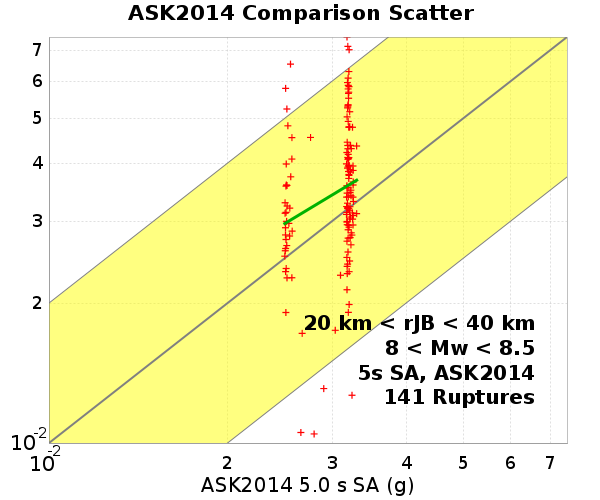 ASK2014 Comparison Scatter
7
6
5
4
3
2
10-2
20 km < rJB < 40 km
8 < Mw < 8.5
5s SA, ASK2014
141 Ruptures
10-2 2 3 4 5 6 7
ASK2014 5.0 s SA (g)